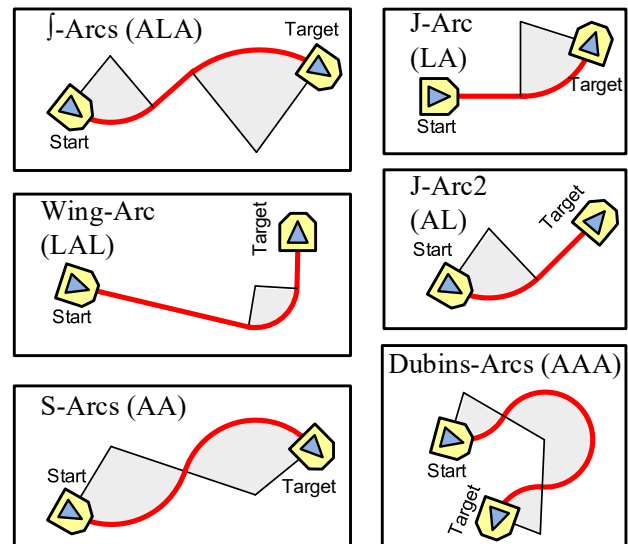 ∫-Arcs (ALA)
Target
Start
J-Arc
(LA)
Target
Start
Wing-Arc
(LAL)
Target
Start
J-Arc2
(AL)
Target
Start
S-Arcs (AA)
Start
Target
Dubins-Arcs (AAA)
Start
Target